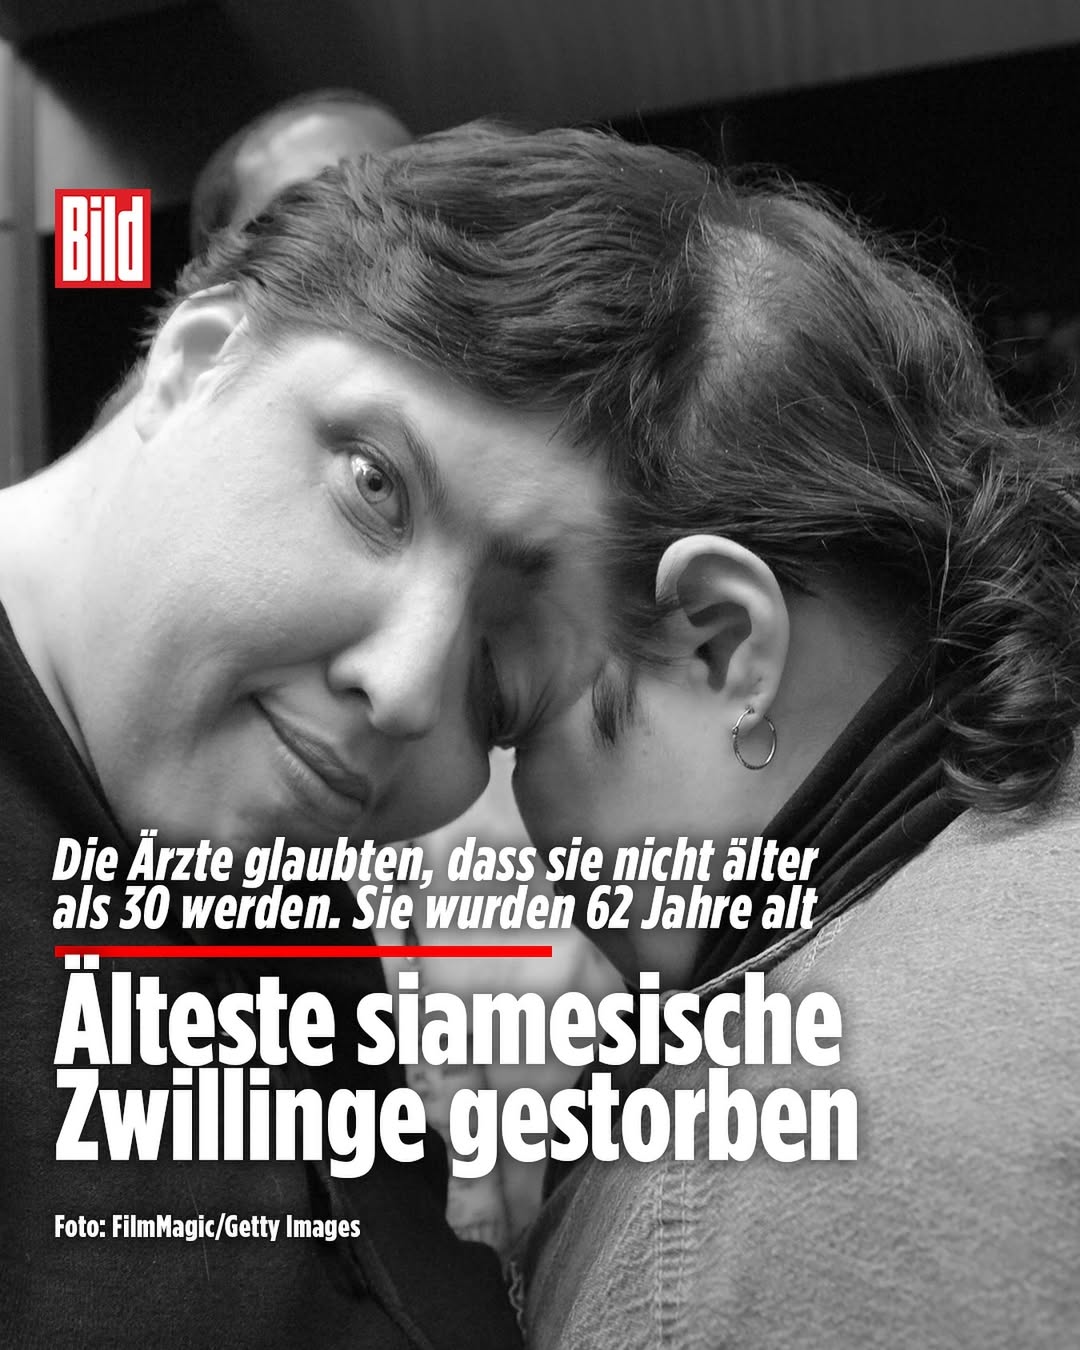 Bild
Die Ärzte glaubten, dass sie nicht älter
als 30 werden. Sie wurden 62 Jahre alt
Älteste siamesische
Zwillinge gestorben
Foto: FilmMagic/Getty Images